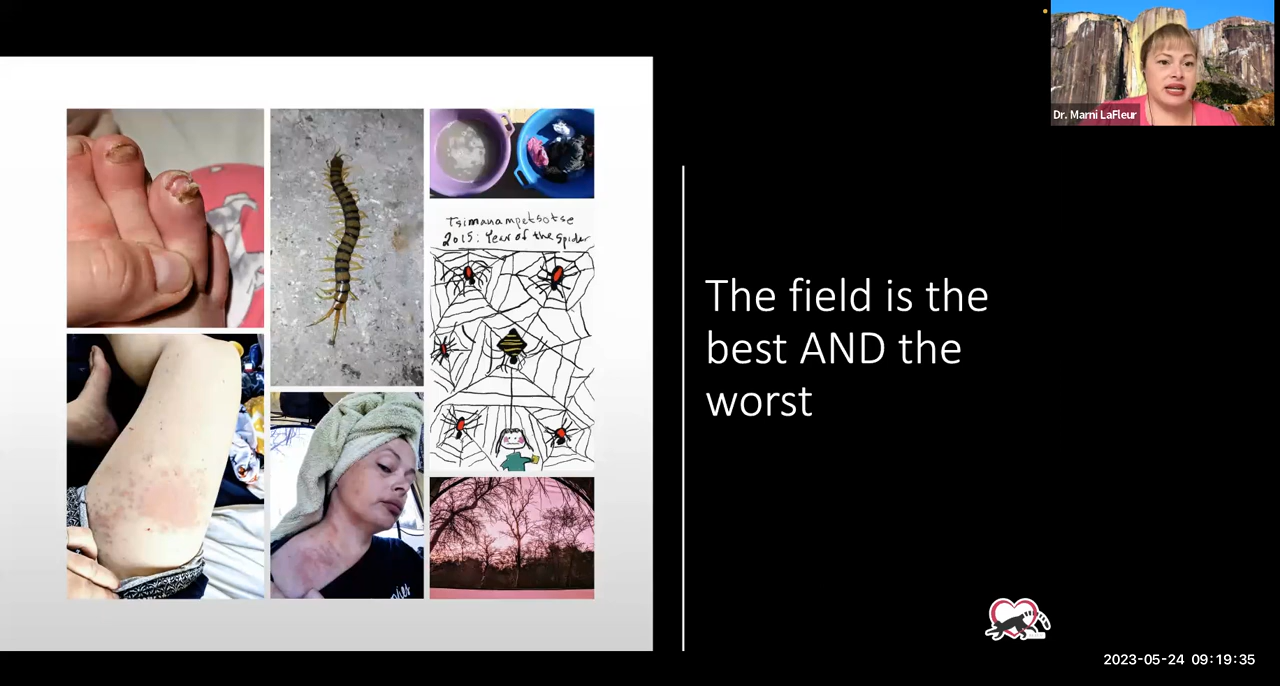 Dr. Marni LaFleur
Tsimanampetsotse
2015: Year of the Spider
The field is the
best AND the
worst
2023-05-24 09:19:35